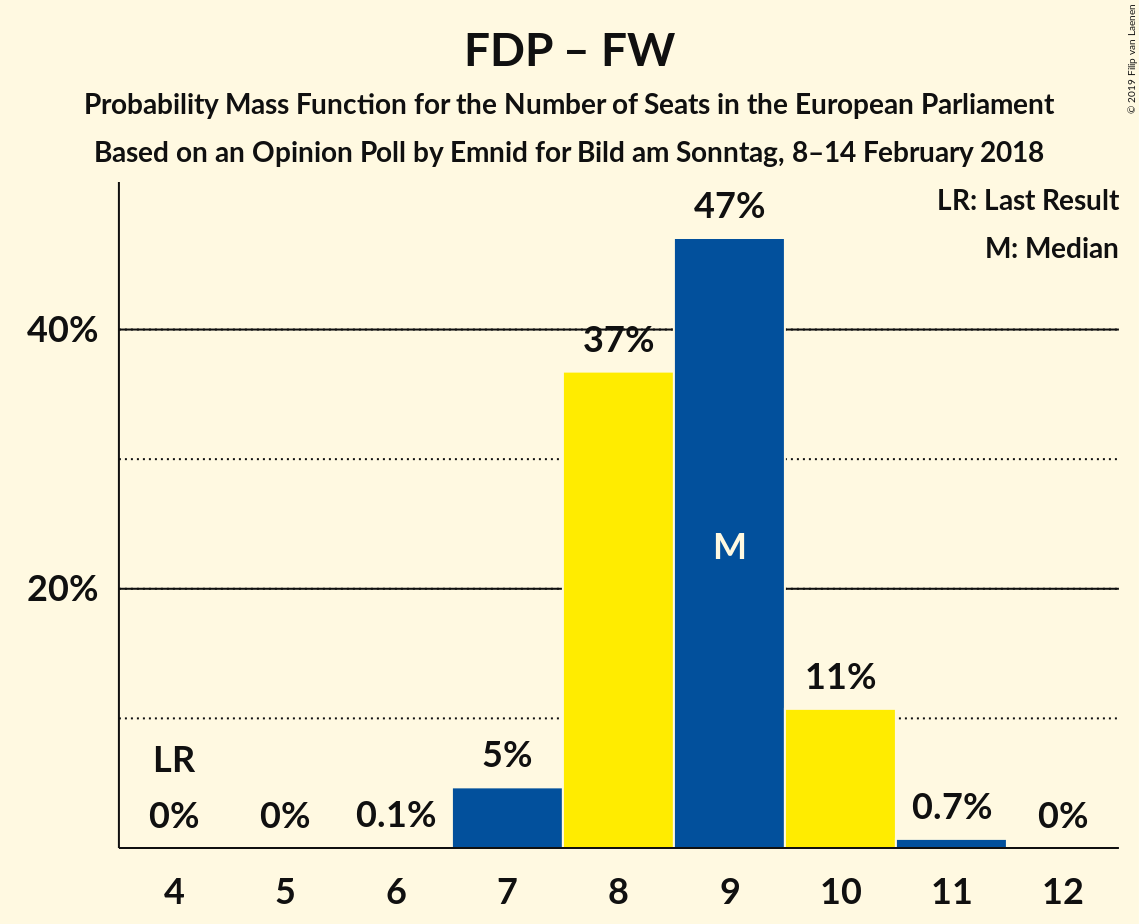 FDP – FW
Probability Mass Function for the Number of Seats in the European Parliament
Based on an Opinion Poll by Emnid for Bild am Sonntag, 8–14 February 2018
© 2019 Filip van Laenen
LR: Last Result
M: Median
47%
40%
37%
M
20%
11%
LR
5%
0%
0%
0.1%
0.7%
0%
4 5 6 7 8 9 10 11 12